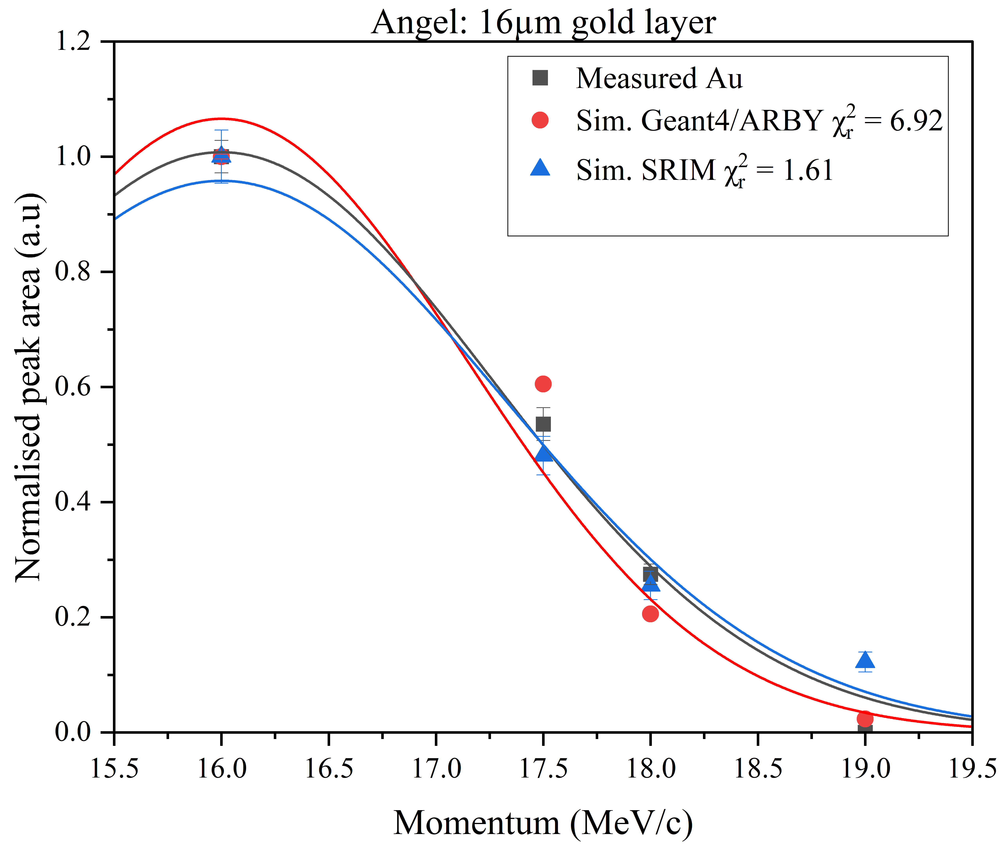 Angel: 16μm gold layer
Measured Au
Sim. Geant4/ARBY χ²ᵣ = 6.92
Sim. SRIM χ²ᵣ = 1.61
Normalised peak area (a.u)
1.2
1.0
0.8
0.6
0.4
0.2
0.0
15.5 16.0 16.5 17.0 17.5 18.0 18.5 19.0 19.5
Momentum (MeV/c)